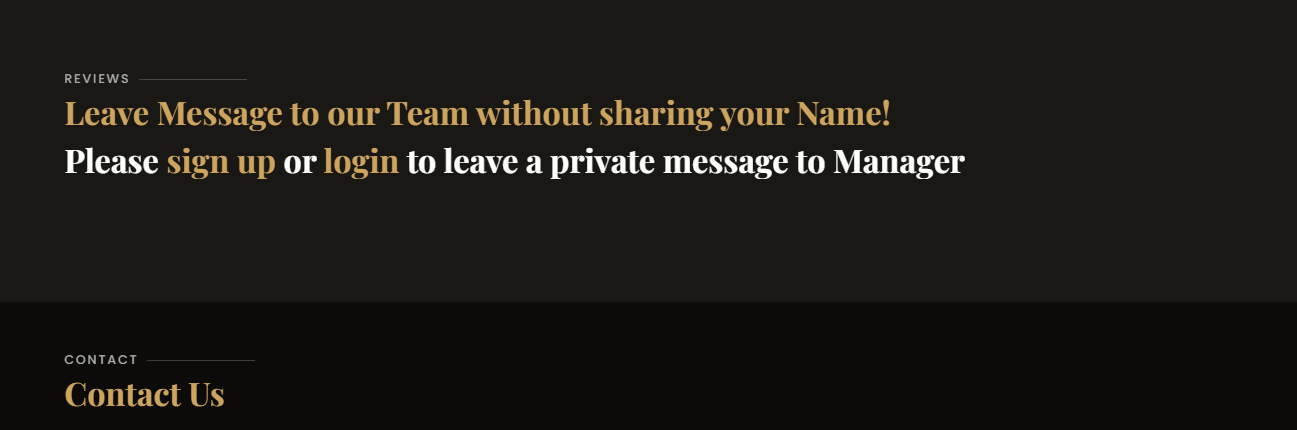 REVIEWS
Leave Message to our Team without sharing your Name!
Please sign up or login to leave a private message to Manager
CONTACT
Contact Us